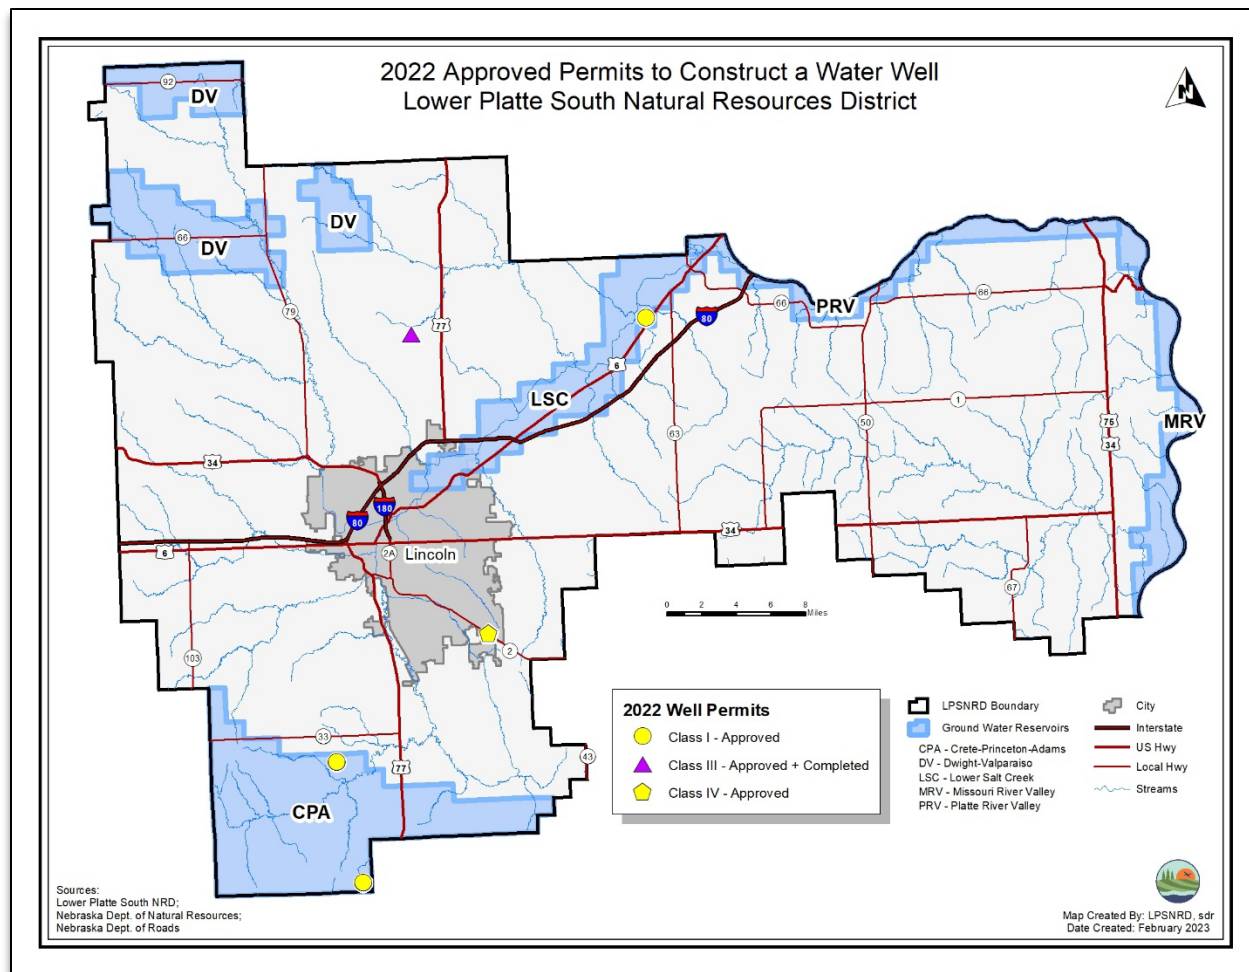 2022 Approved Permits to Construct a Water Well
Lower Platte South Natural Resources District
N
92
DV
DV
66
DV
79
77
6
80
66
PRV
66
LSC
63
1
50
75
34
MRV
34
180
80
6
2A
Lincoln
34
67
0 2 4 6 8
Miles
2
103
33
77
43
CPA
2022 Well Permits
Class I - Approved
Class III - Approved + Completed
Class IV - Approved
LPSNRD Boundary
Ground Water Reservoirs
CPA - Crete-Princeton-Adams
DV - Dwight-Valparaiso
LSC - Lower Salt Creek
MRV - Missouri River Valley
PRV - Platte River Valley
City
Interstate
US Hwy
Local Hwy
Streams
Sources:
Lower Platte South NRD;
Nebraska Dept. of Natural Resources;
Nebraska Dept. of Roads
Map Created By: LPSNRD, sdr
Date Created: February 2023